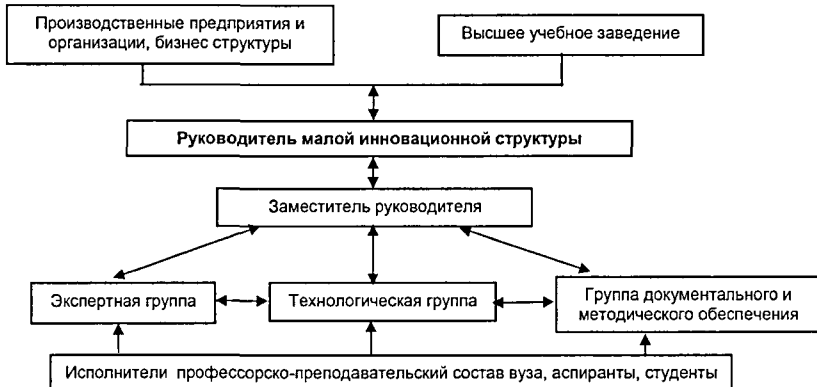 Производственные предприятия и
организации, бизнес структуры
Высшее учебное заведение
Руководитель малой инновационной структуры
Заместитель руководителя
Экспертная группа
Технологическая группа
Группа документального и
методического обеспечения
Исполнители профессорско-преподавательский состав вуза, аспиранты, студенты